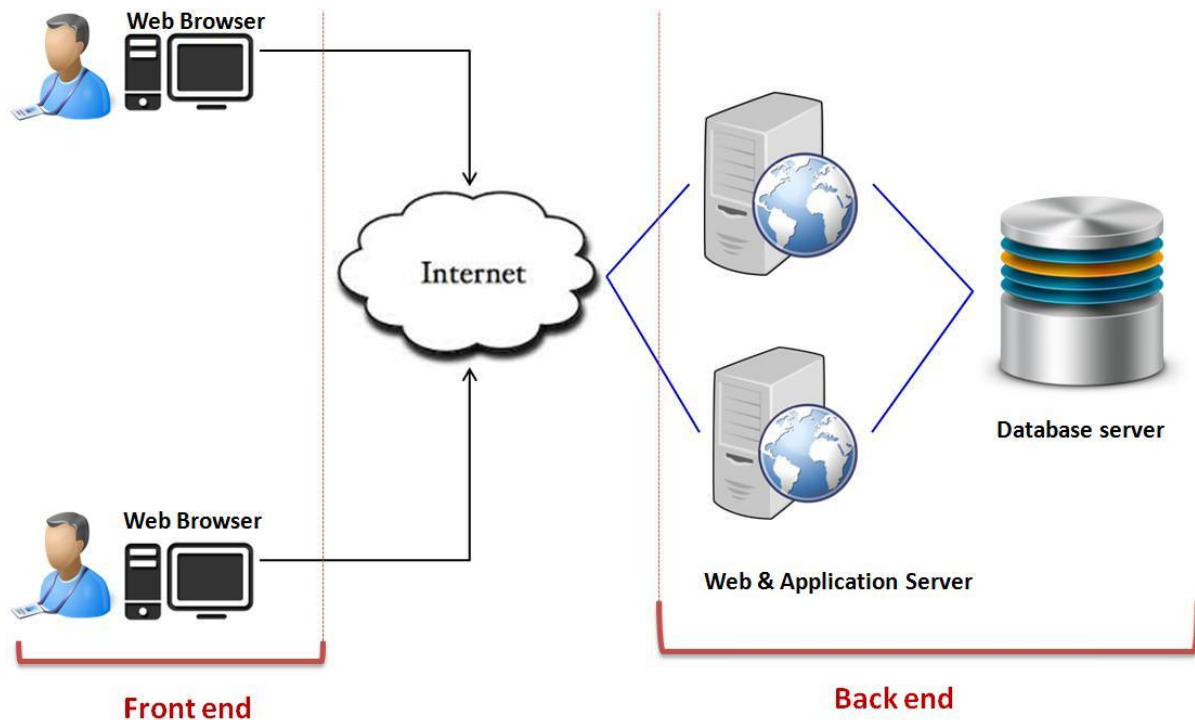 Web Browser
Internet
Database server
Web Browser
Web & Application Server
Front end
Back end